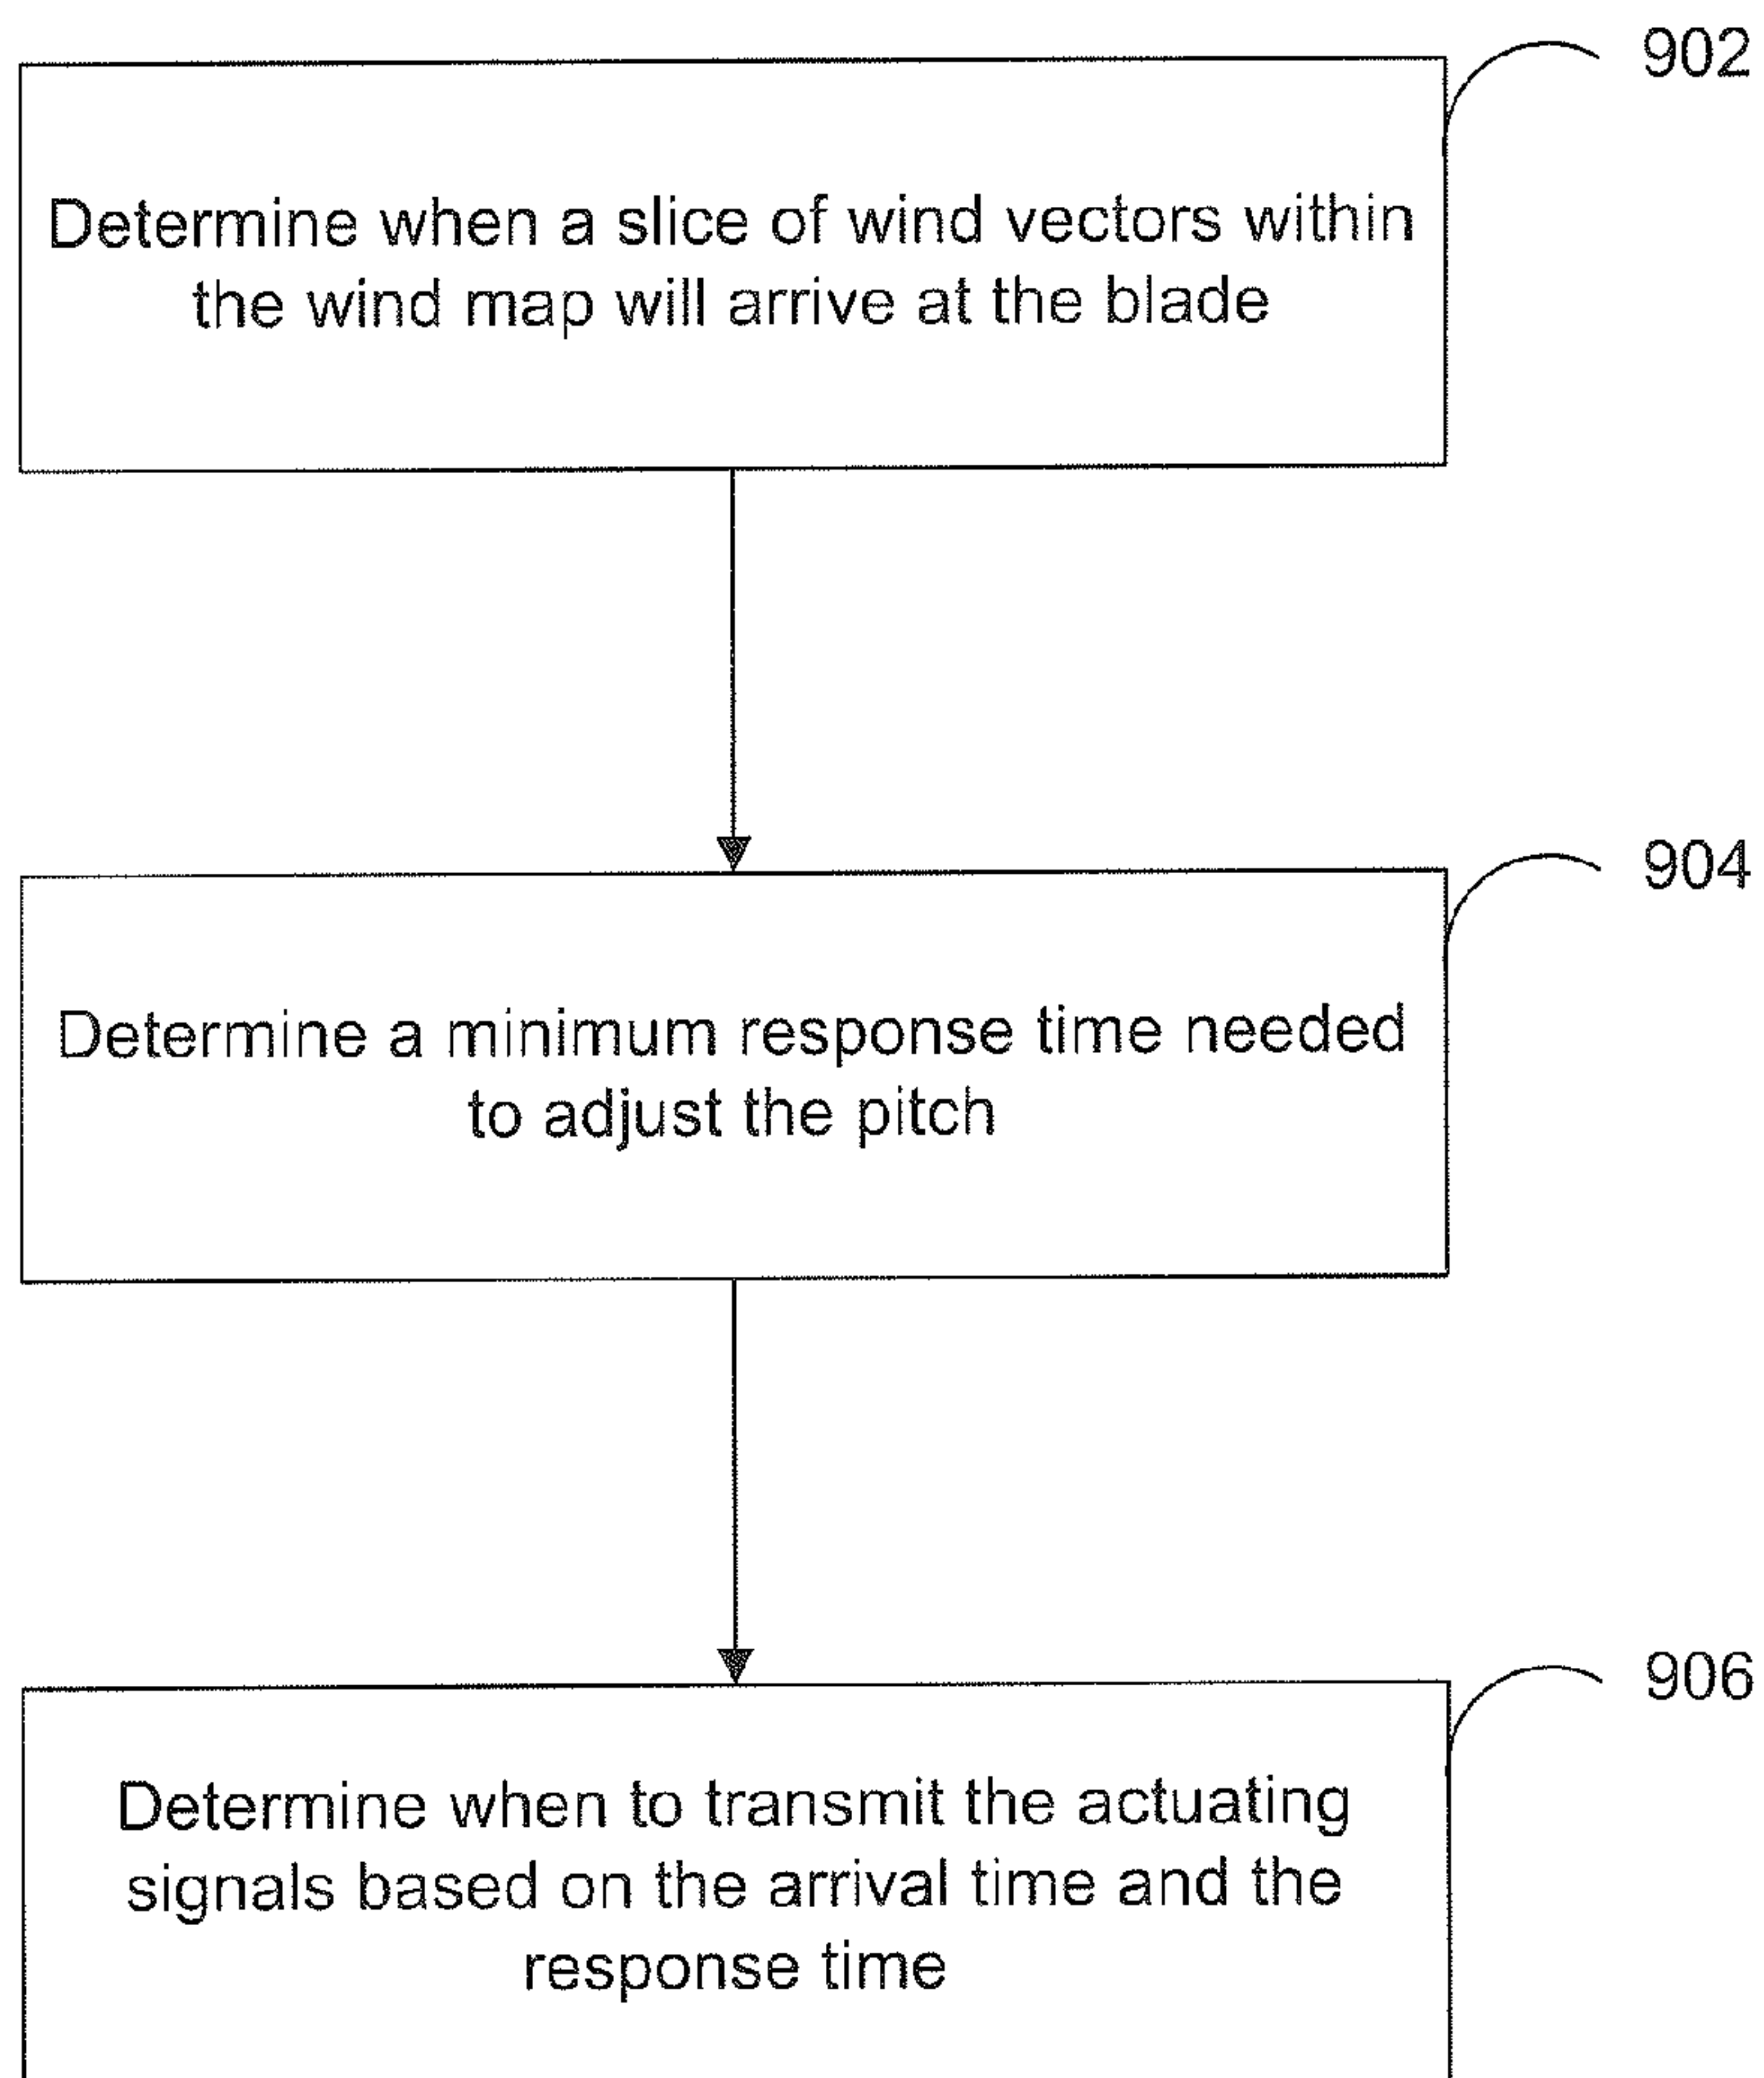 902
Determine when a slice of wind vectors within
the wind map will arrive at the blade
904
Determine a minimum response time needed
to adjust the pitch
906
Determine when to transmit the actuating
signals based on the arrival time and the
response time